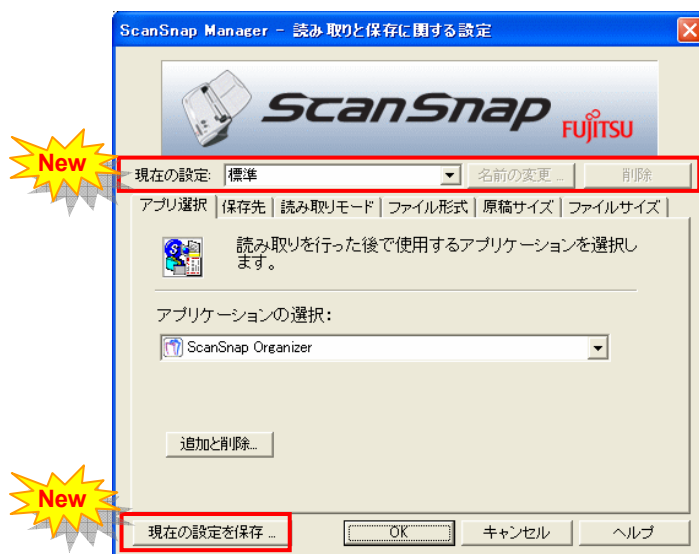 ScanSnap Manager - 読み取りと保存に関する設定
ScanSnap
FUJITSU
New
現在の設定: 標準 名前の変更... 削除
アプリ選択 保存先 読み取りモード ファイル形式 原稿サイズ ファイルサイズ
読み取りを行った後で使用するアプリケーションを選択し
ます。
アプリケーションの選択:
ScanSnap Organizer
追加と削除...
New
現在の設定を保存 ... OK キャンセル ヘルプ